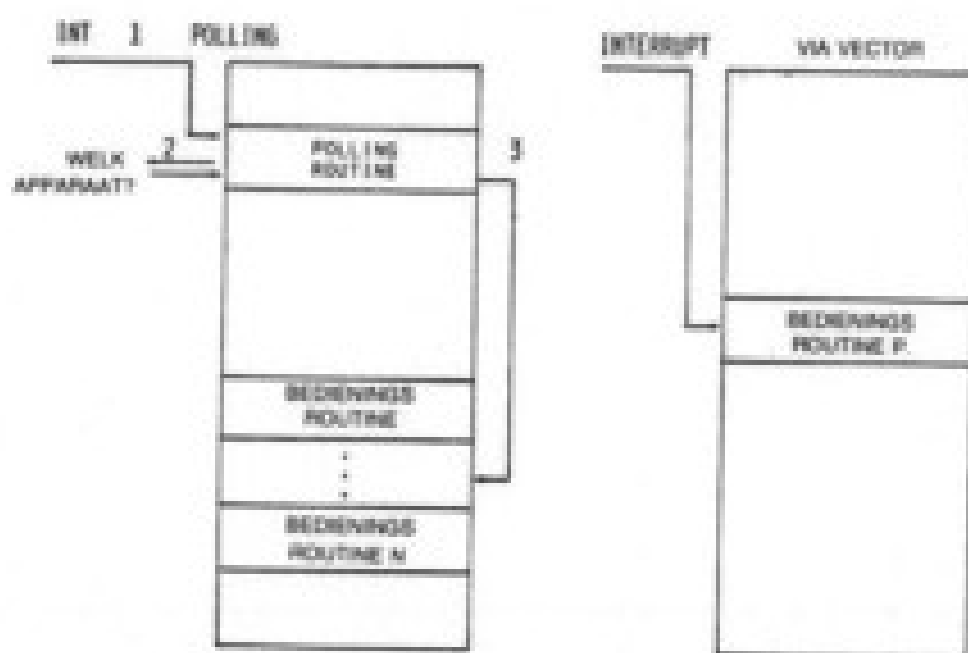 INT 1 POLLING
POLLING
ROUTINE
2
WELK
APPARAAT?
3
BEDIENINGS
ROUTINE
BEDIENINGS
ROUTINE N
INTERRUPT VIA VECTOR
BEDIENINGS
ROUTINE P.